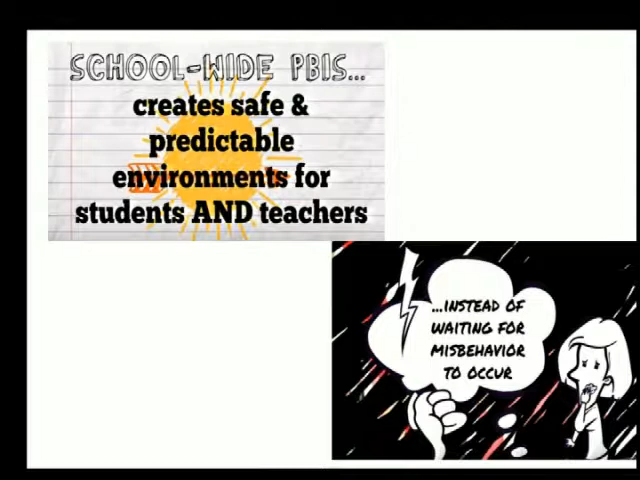 SCHOOL-WIDE PBIS...
creates safe &
predictable
environments for
students AND teachers
...INSTEAD OF
WAITING FOR
MISBEHAVIOR
TO OCCUR